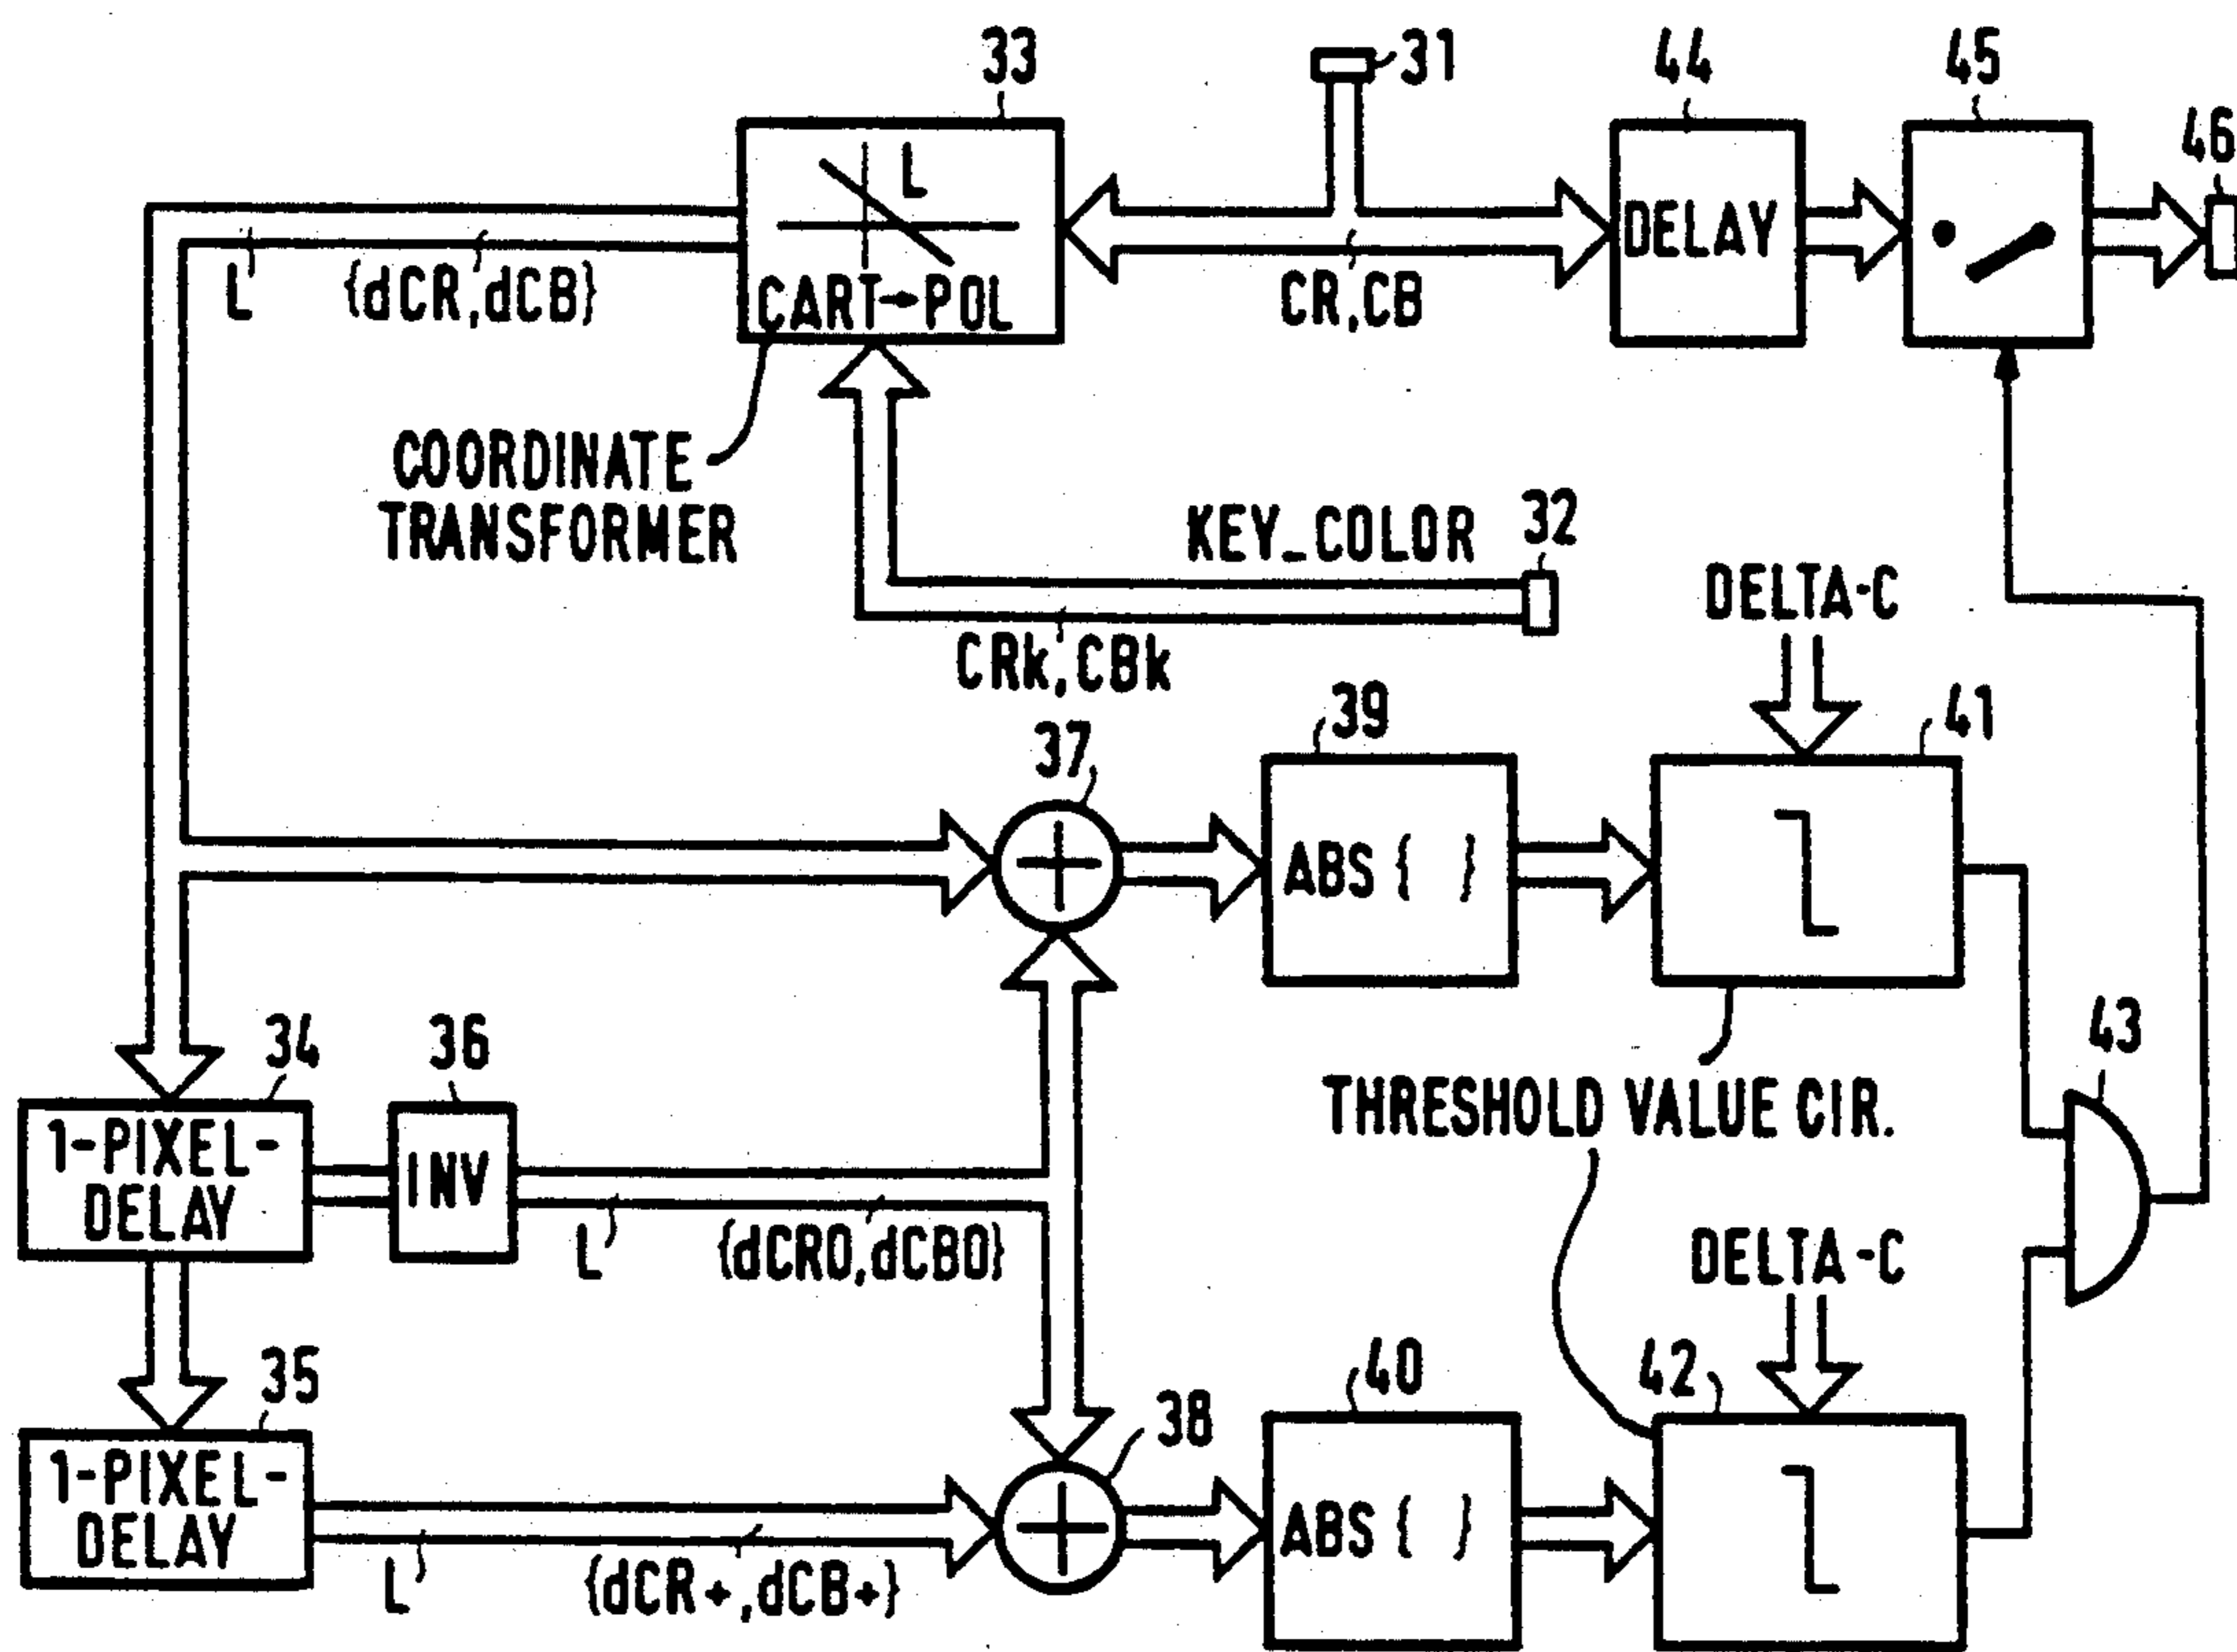 33
31
44
45
46
L
CART→POL
DELAY
L
{dCR,dCB}
CR,CB
COORDINATE
TRANSFORMER
KEY_COLOR
32
CRk,CBk
DELTA-C
37
39
41
ABS { }
34
36
THRESHOLD VALUE CIR.
43
1-PIXEL-
DELAY
INV
L
{dCR0,dCB0}
DELTA-C
35
38
40
42
1-PIXEL-
DELAY
ABS { }
L
{dCR+,dCB+}